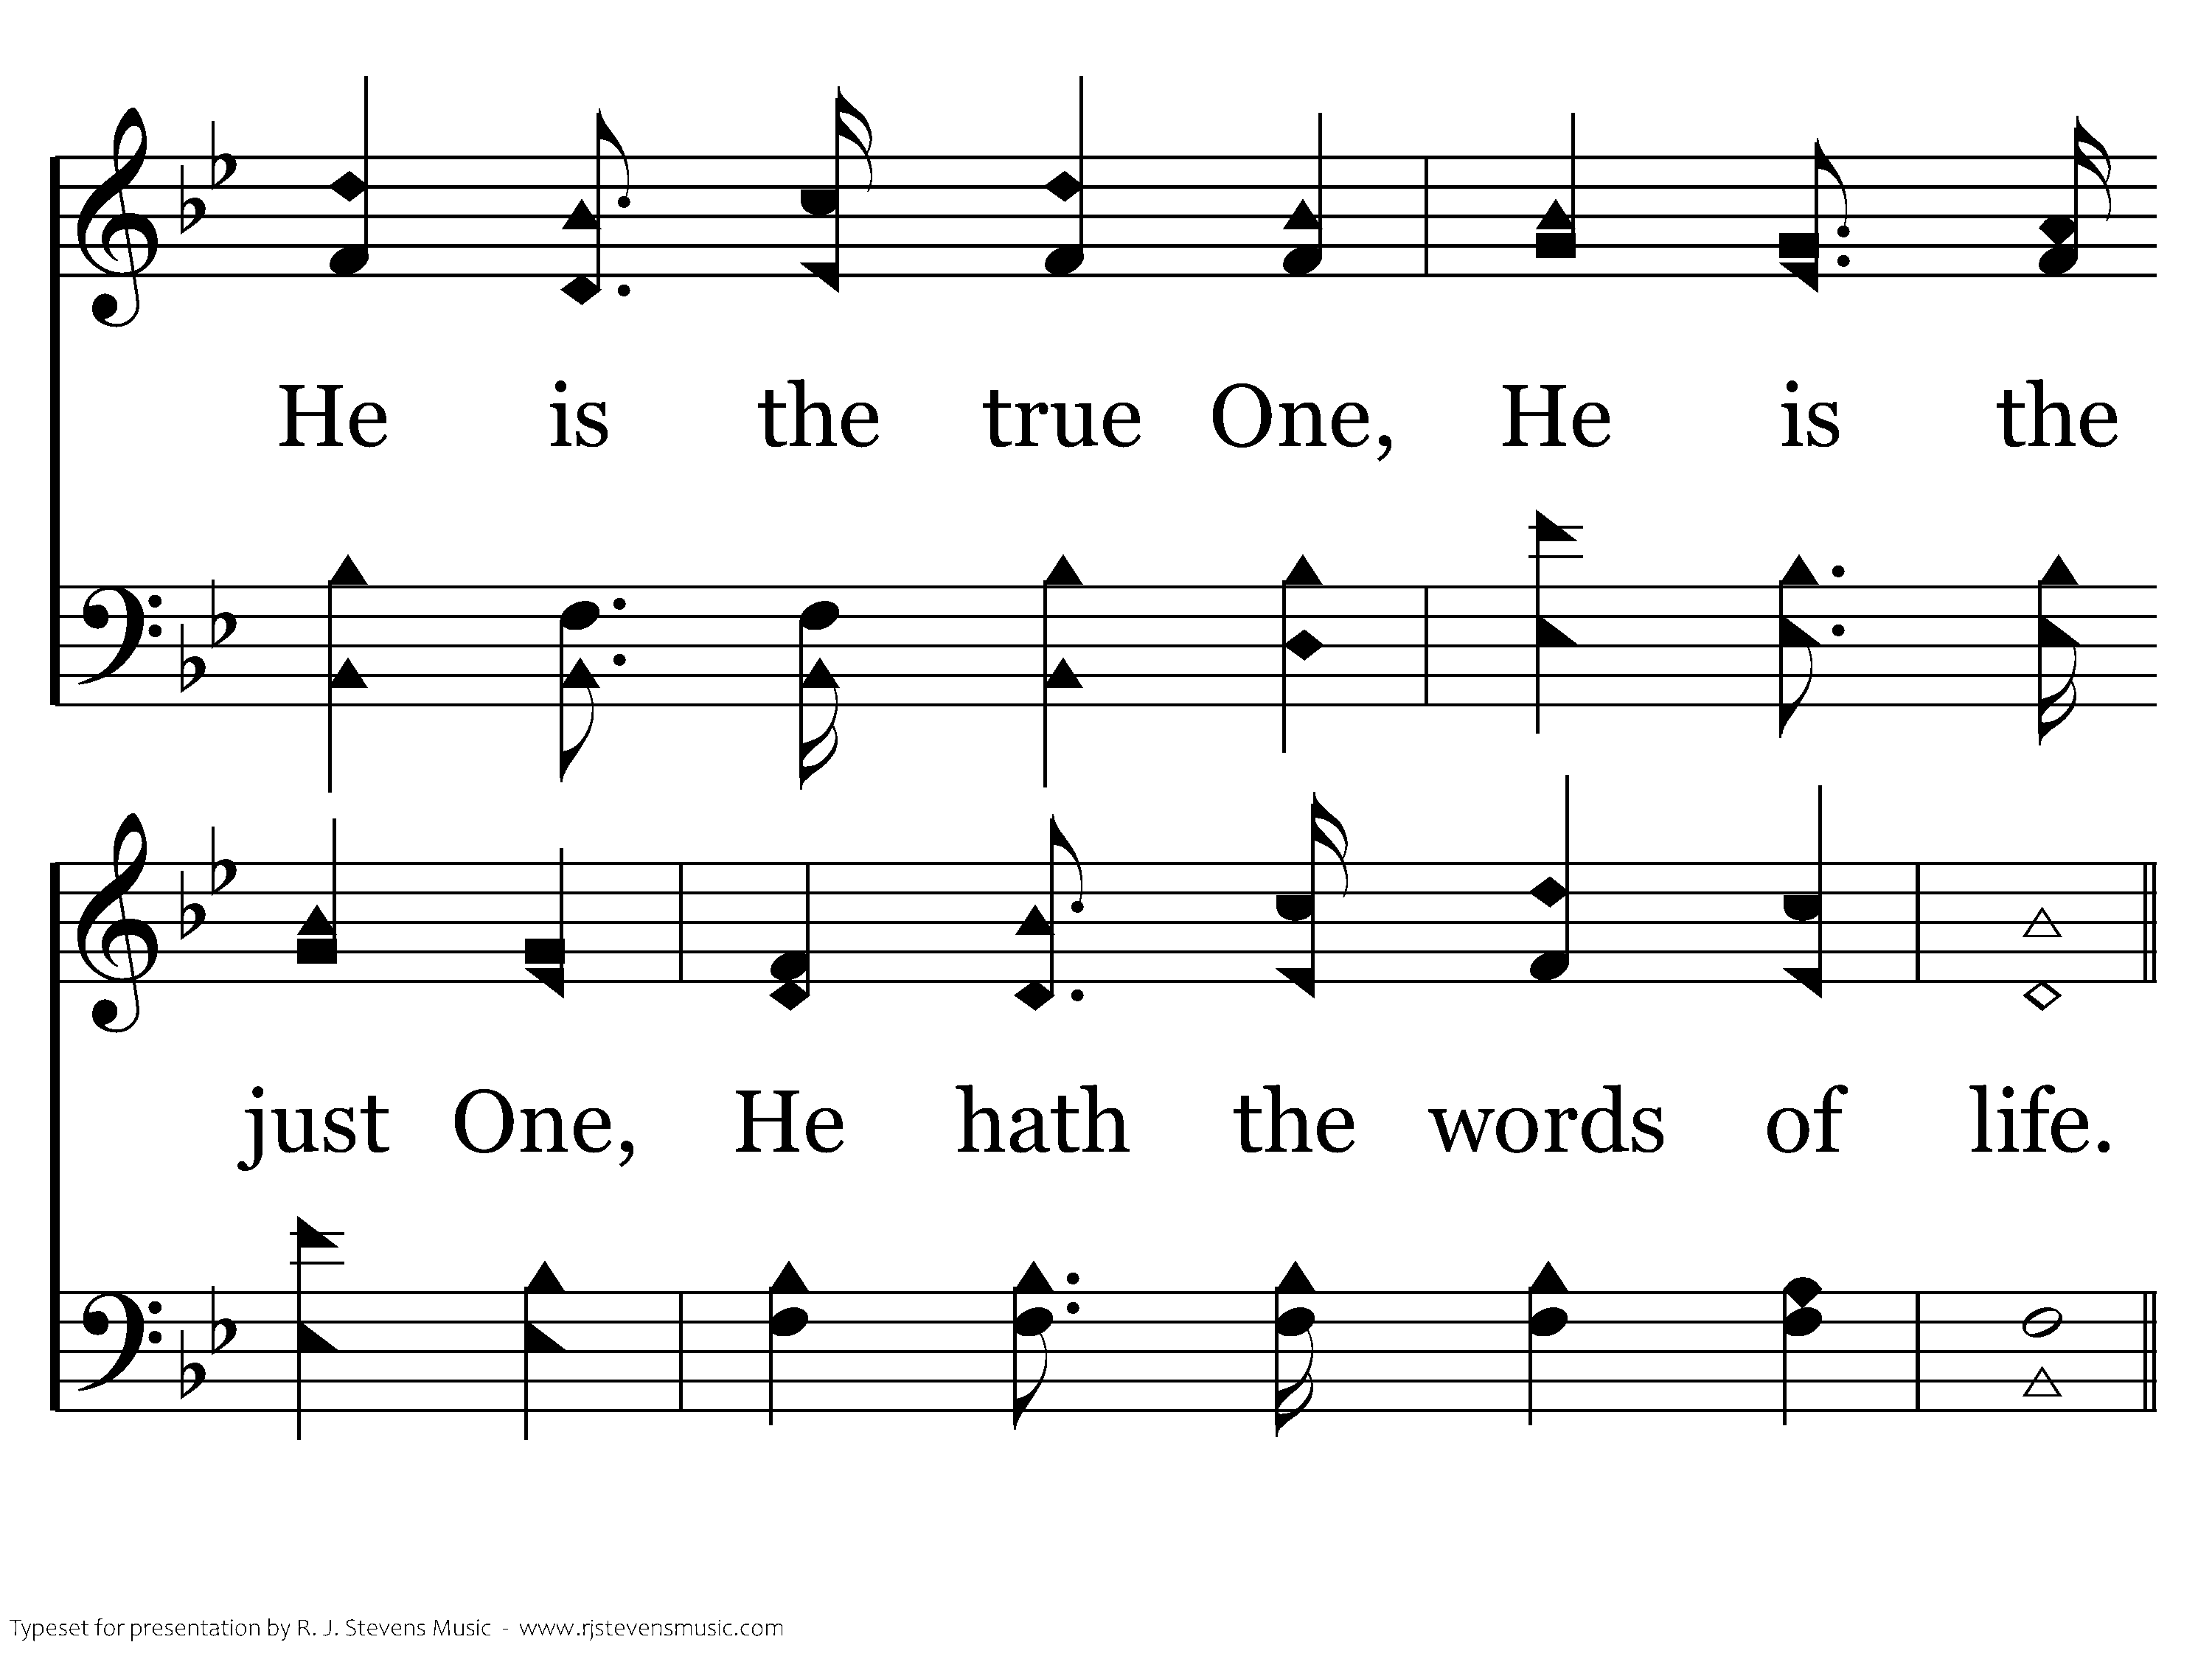 He is the true One, He is the
just One, He hath the words of life.
Typeset for presentation by R. J. Stevens Music - www.rjstevensmusic.com